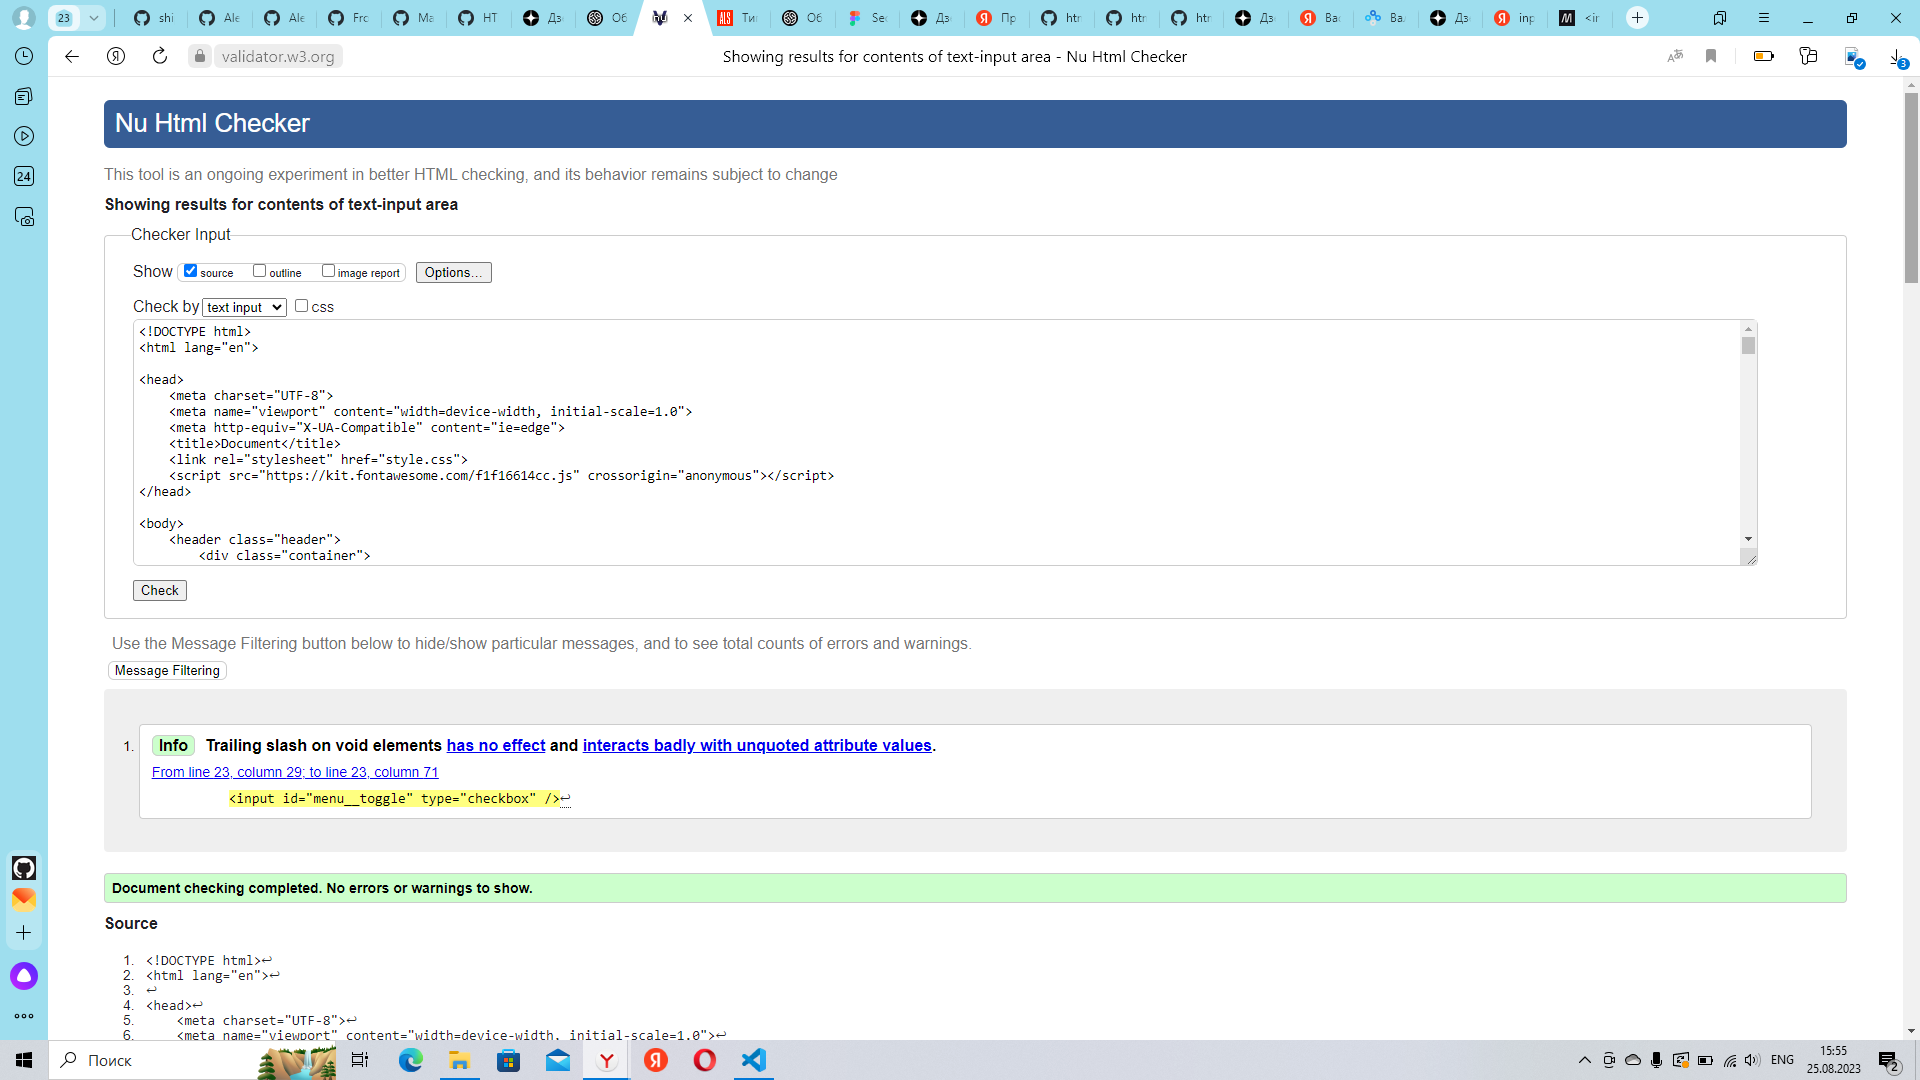 23
shi
Ale
Ale
Frc
Ma
HT
Дз
Об
Ти
Об
Sec
Дз
Пр
htr
htr
htr
Дз
Вас
Ва
Дз
inp
<ir
validator.w3.org
Showing results for contents of text-input area - Nu Html Checker
3
24
Nu Html Checker
This tool is an ongoing experiment in better HTML checking, and its behavior remains subject to change
Showing results for contents of text-input area
Checker Input
Show source outline image report Options...
Check by text input css
<!DOCTYPE html>
<html lang="en">
<head>
<meta charset="UTF-8">
<meta name="viewport" content="width=device-width, initial-scale=1.0">
<meta http-equiv="X-UA-Compatible" content="ie=edge">
<title>Document</title>
<link rel="stylesheet" href="style.css">
<script src="https://kit.fontawesome.com/f1f16614cc.js" crossorigin="anonymous"></script>
</head>
<body>
<header class="header">
<div class="container">
Check
Use the Message Filtering button below to hide/show particular messages, and to see total counts of errors and warnings.
Message Filtering
1. Info Trailing slash on void elements has no effect and interacts badly with unquoted attribute values.
From line 23, column 29; to line 23, column 71
<input id="menu__toggle" type="checkbox" />↩
Document checking completed. No errors or warnings to show.
Source
1. <!DOCTYPE html>↩
2. <html lang="en">↩
3. ↩
4. <head>↩
5. <meta charset="UTF-8">↩
6. <meta name="viewport" content="width=device-width, initial-scale=1.0">↩
Поиск
ENG
15:55
25.08.2023
2